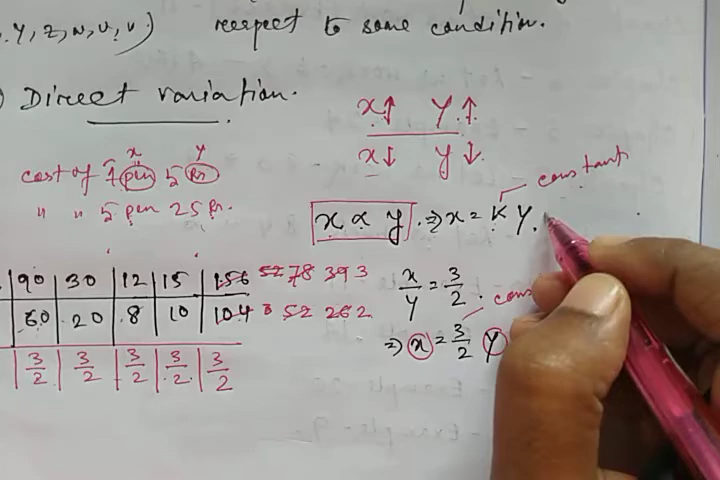 Y, Z, w, u, v) respect to some condition.
) Direct variation.
x↑ Y↑
x↓ y↓
x y
cost of 1 pen 5 Rs
" " 5 pen 25 Rs.
constant
x ∝ y ⇒ x = K Y.
90 30 12 15 156 52 78 393
60 20 8 10 104 52 262
3/2 3/2 3/2 3/2 3/2
x/y = 3/2.
⇒ x = 3/2 Y